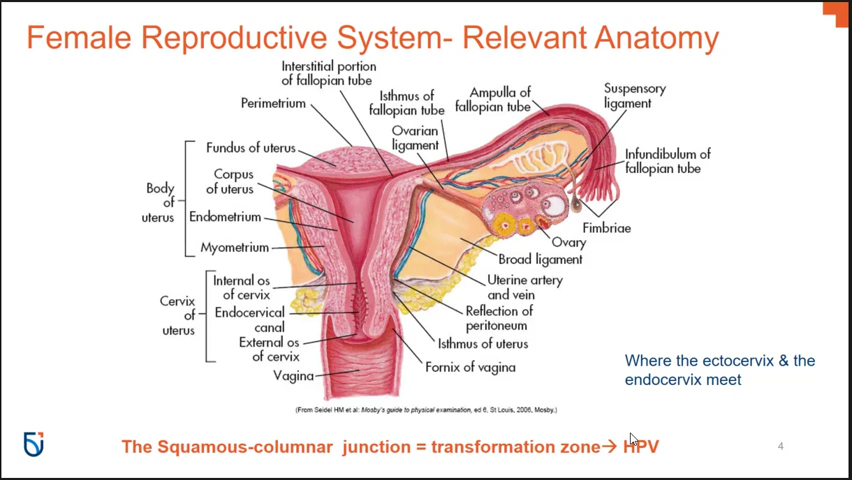 Female Reproductive System- Relevant Anatomy
Interstitial portion
of fallopian tube
Perimetrium
Isthmus of
fallopian tube
Ampulla of
fallopian tube
Suspensory
ligament
Ovarian
ligament
Fundus of uterus
Infundibulum of
fallopian tube
Corpus
of uterus
Body
of
uterus
Endometrium
Myometrium
Fimbriae
Ovary
Broad ligament
Internal os
of cervix
Uterine artery
and vein
Cervix
of
uterus
Endocervical
canal
Reflection of
peritoneum
External os
of cervix
Isthmus of uterus
Vagina
Fornix of vagina
Where the ectocervix & the
endocervix meet
(From Seidel HM et al: Mosby's guide to physical examination, ed 6, St Louis, 2006, Mosby.)
The Squamous-columnar junction = transformation zone→ HPV
4